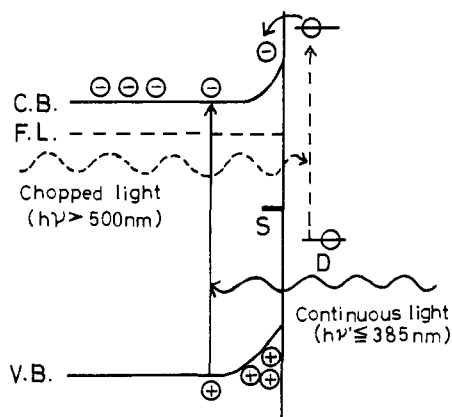 C.B.
F.L.
Chopped light
(hν > 500nm)
S
D
Continuous light
(hν' ≦ 385nm)
V.B.